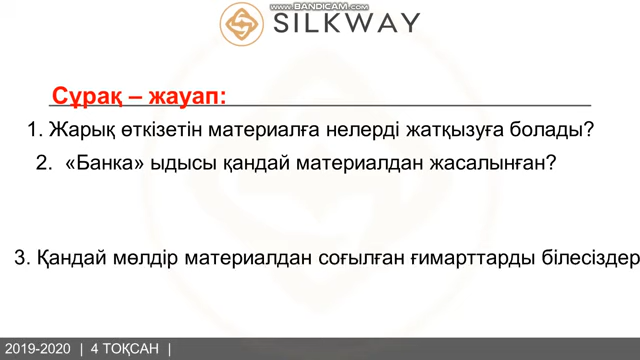 www.BANDICAM.com
SILKWAY
Сұрақ – жауап:
1. Жарық өткізетін материалға нелерді жатқызуға болады?
2. «Банка» ыдысы қандай материалдан жасалынған?
3. Қандай мөлдір материалдан соғылған ғимарттарды білесіздер
2019-2020 | 4 ТОҚСАН |